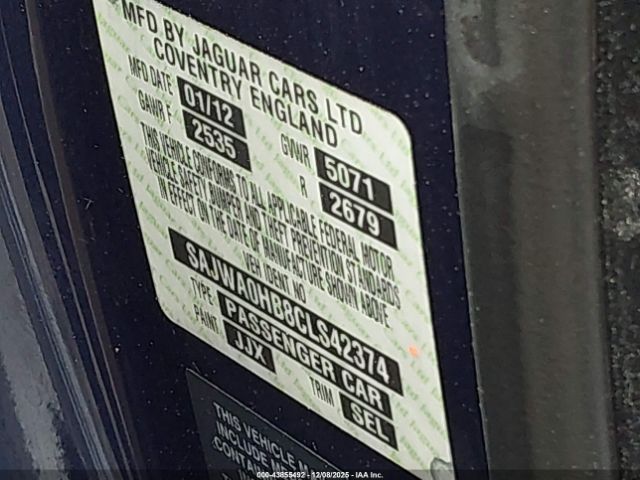 MFD BY JAGUAR CARS LTD
COVENTRY ENGLAND
MFD DATE 01/12 GVWR 5071
GAWR F 2535 R 2679
THIS VEHICLE CONFORMS TO ALL APPLICABLE FEDERAL MOTOR
VEHICLE SAFETY BUMPER AND THEFT PREVENTION STANDARDS
IN EFFECT ON THE DATE OF MANUFACTURE SHOWN ABOVE
VEH IDENT NO
SAJWA0HB8CLS42374
TYPE PASSENGER CAR
PAINT JJX TRIM SEL
THIS VEHICLE
INCLUDE
000-43855492 - 12/08/2025 - IAA Inc.